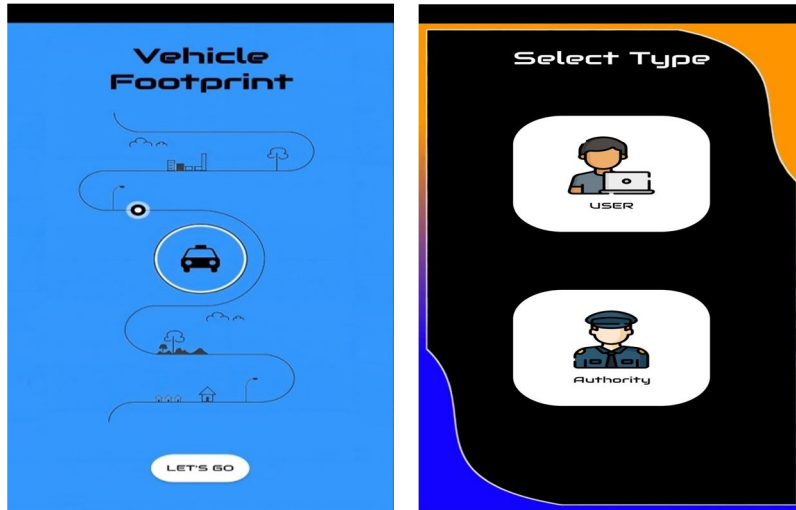 Vehicle
Footprint
LET'S GO
Select Type
USER
Authority